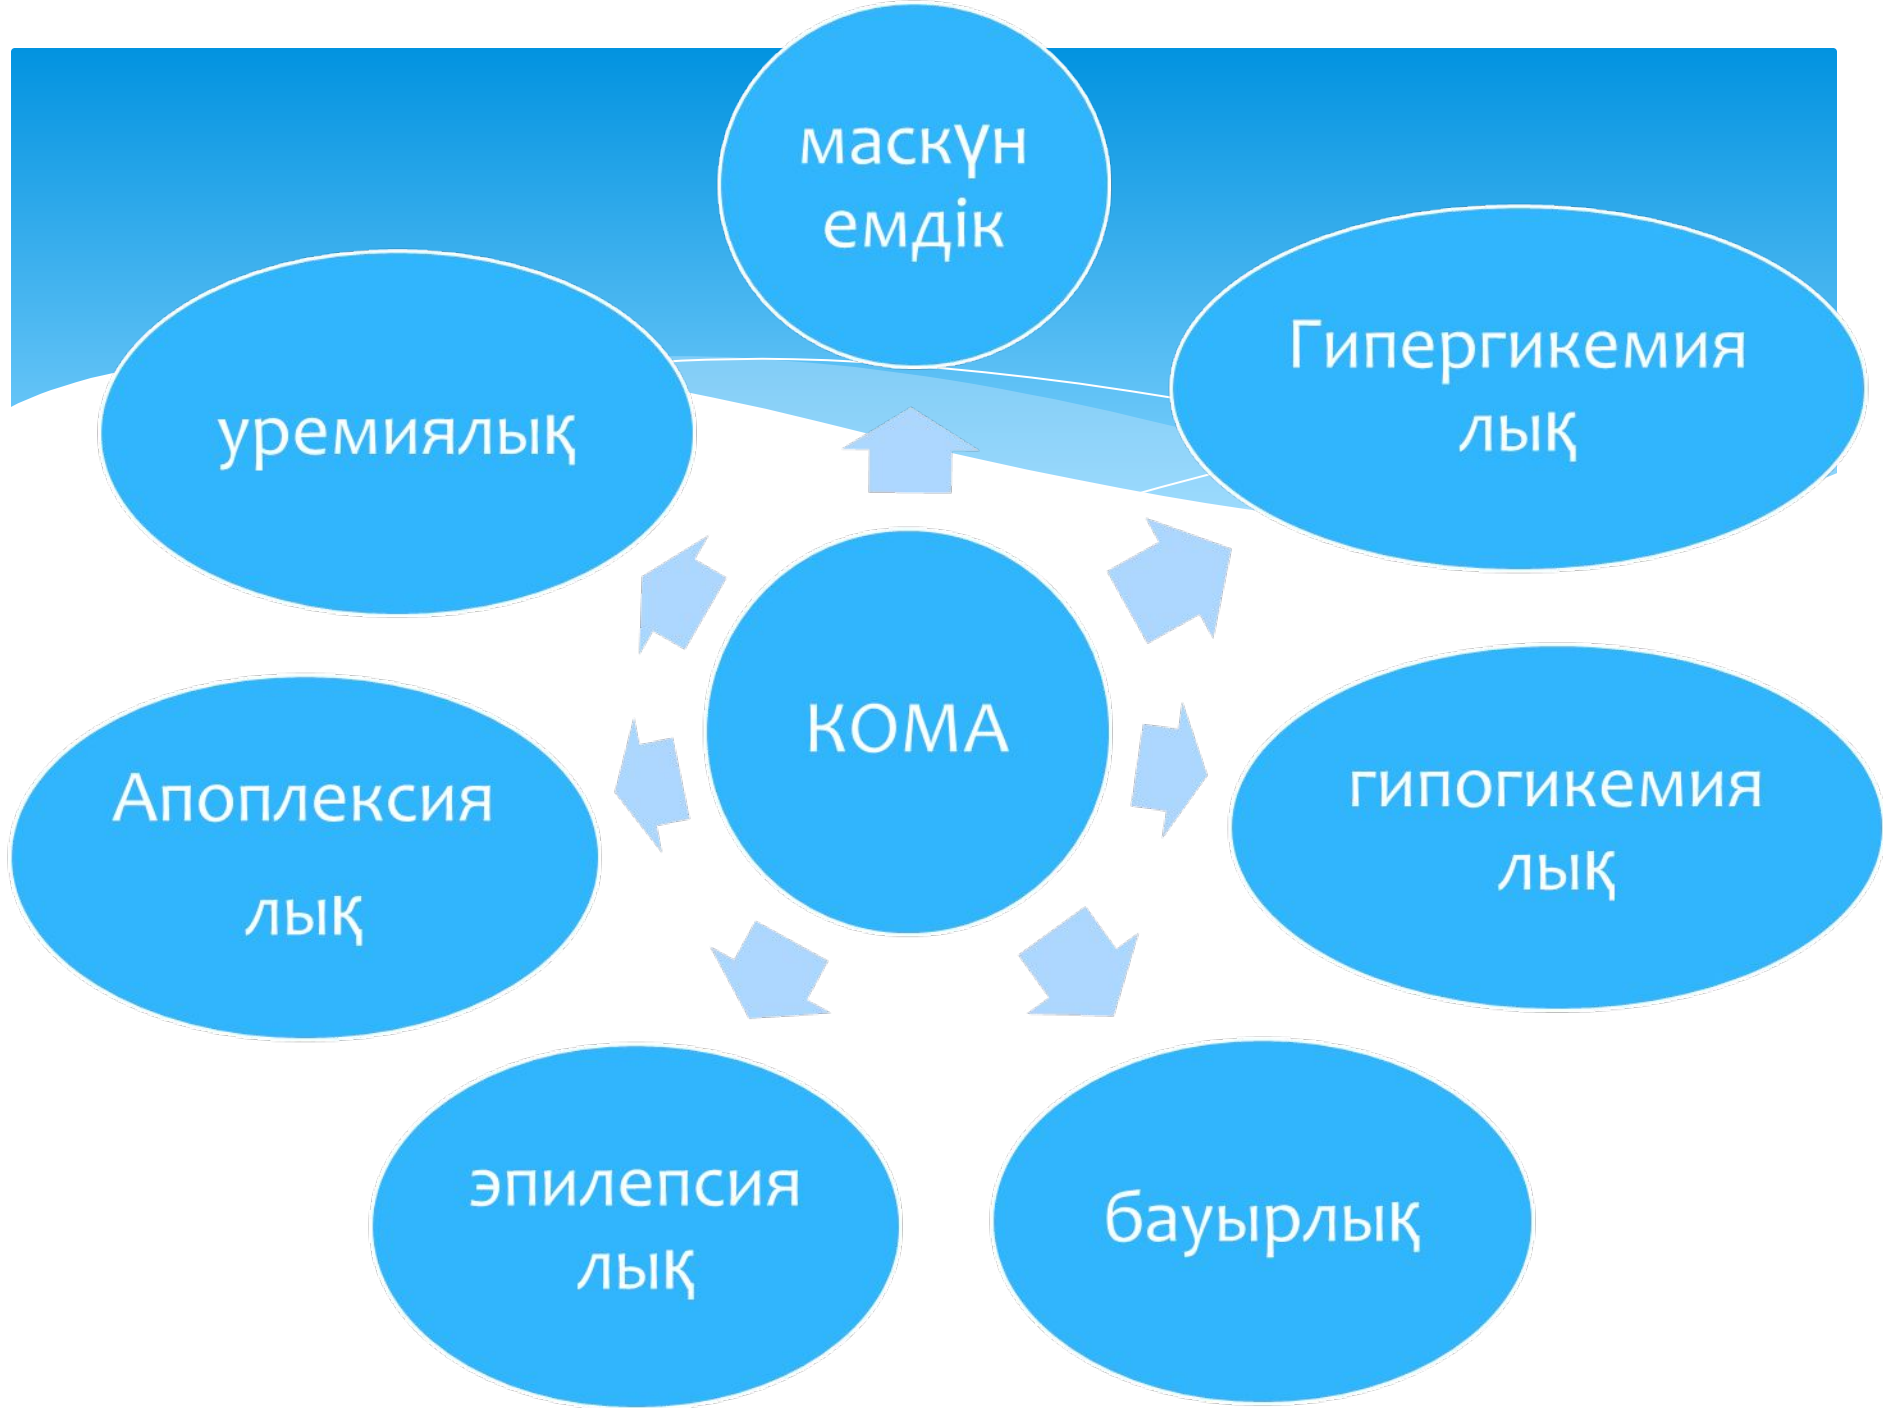 маскүн
емдік
Гипергикемия
лық
уремиялық
КОМА
гипогикемия
лық
Апоплексия
лық
эпилепсия
лық
бауырлық